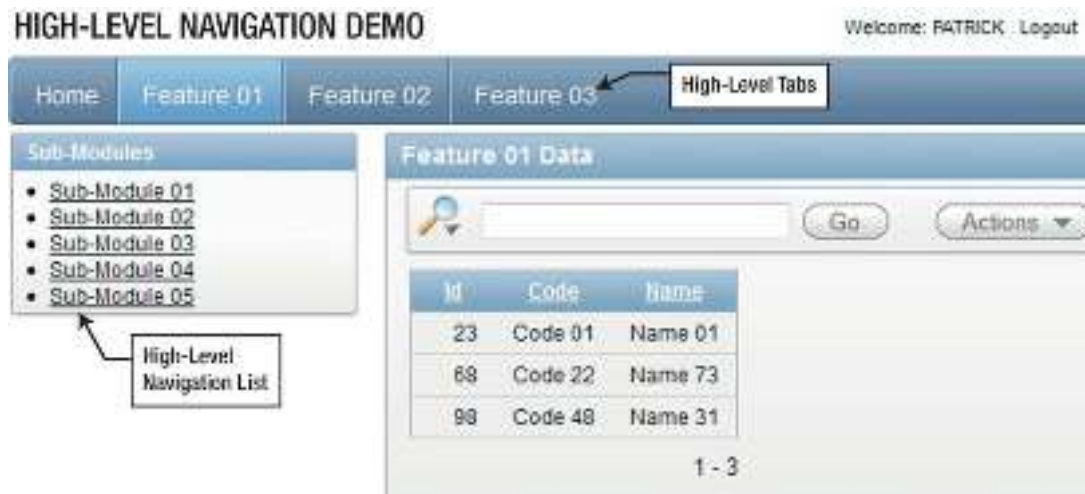 HIGH-LEVEL NAVIGATION DEMO
Welcome: PATRICK Logout
Home Feature 01 Feature 02 Feature 03
High-Level Tabs
Sub-Modules
• Sub-Module 01
• Sub-Module 02
• Sub-Module 03
• Sub-Module 04
• Sub-Module 05
High-Level
Navigation List
Feature 01 Data
Go Actions
Id Code Name
23 Code 01 Name 01
68 Code 22 Name 73
98 Code 48 Name 31
1 - 3